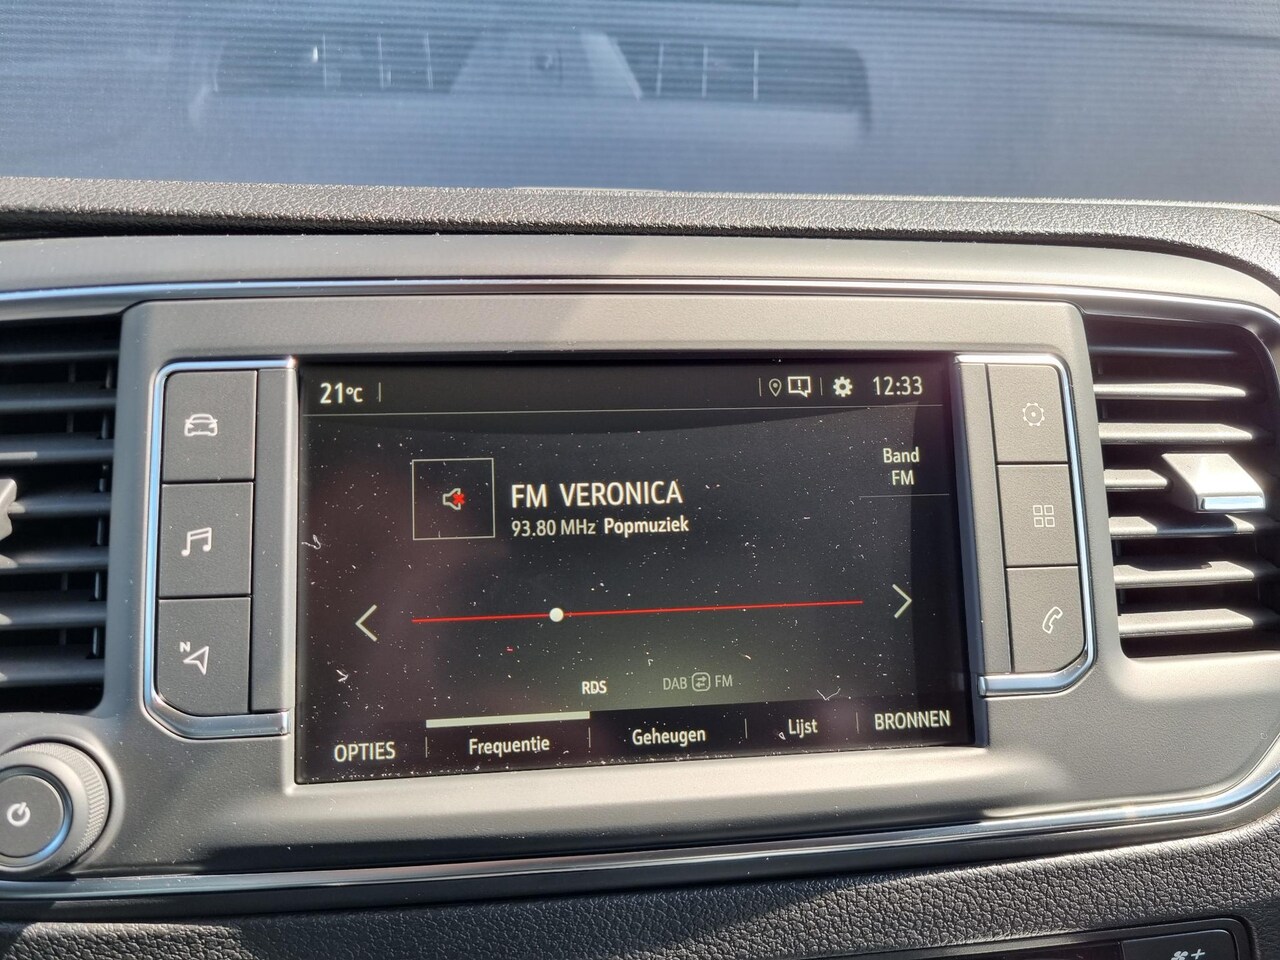 21°C
12:33
Band
FM
FM VERONICA
93.80 MHz Popmuziek
RDS
DAB FM
OPTIES
Frequentie
Geheugen
Lijst
BRONNEN
N
+